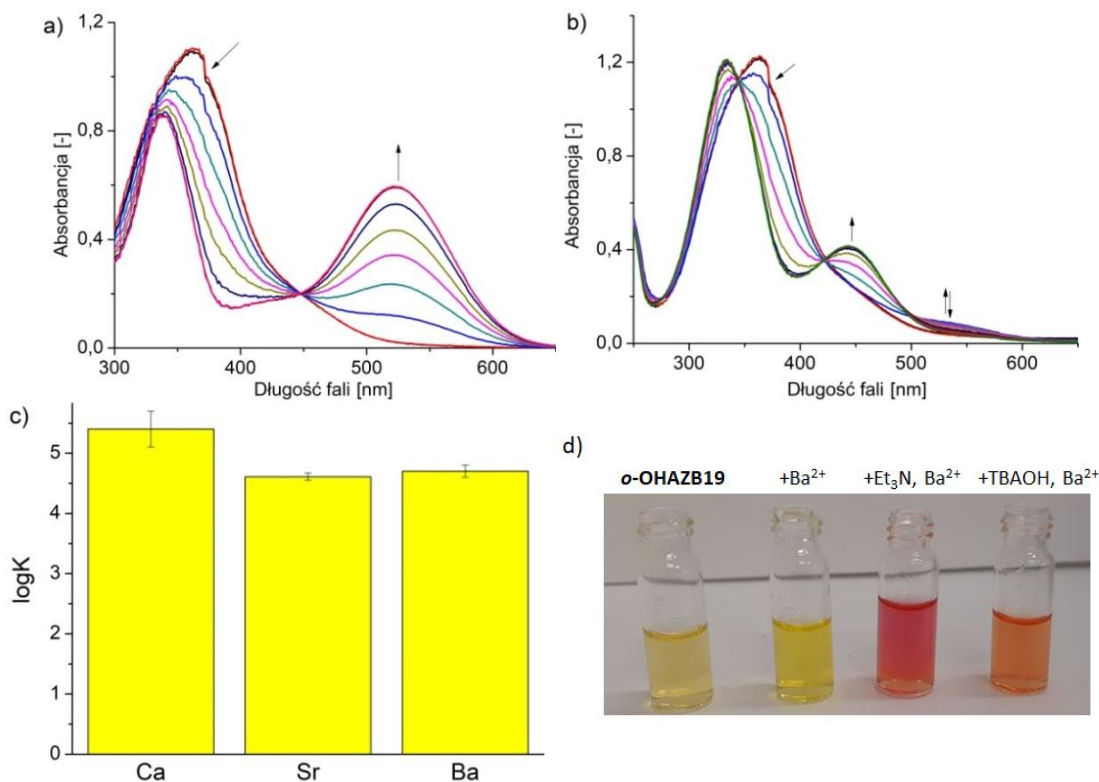 a)
1,2
0,8
0,4
0,0
Absorbancja [-]
300 400 500 600
Długość fali [nm]
b)
1,2
0,8
0,4
0,0
Absorbancja [-]
300 400 500 600
Długość fali [nm]
c)
5
4
3
2
1
0
logK
Ca Sr Ba
d)
o-OHAZB19 +Ba²⁺ +Et₃N, Ba²⁺ +TBAOH, Ba²⁺